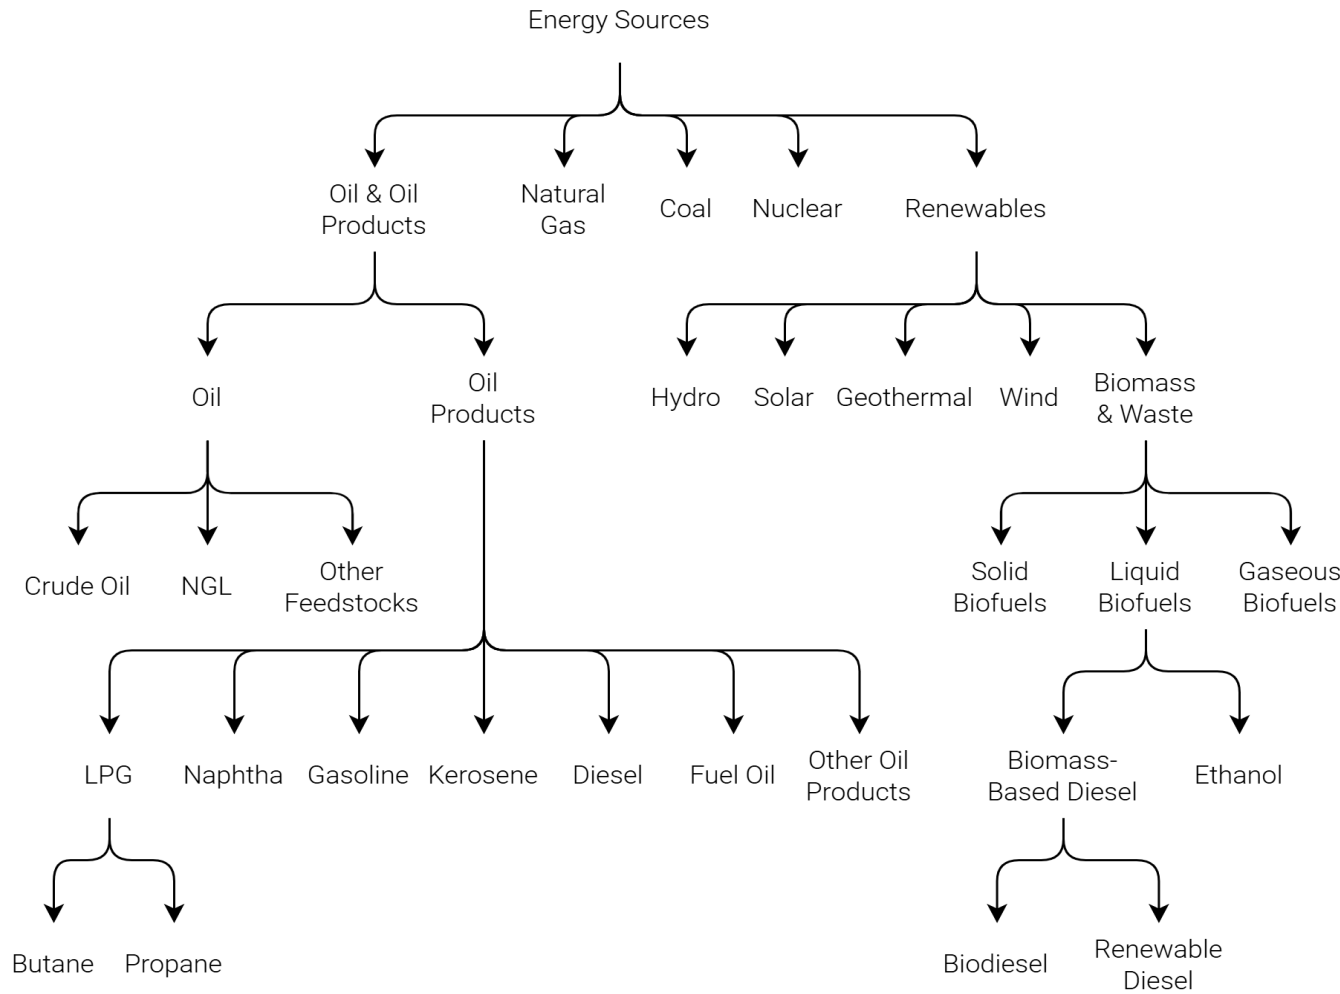 Energy Sources
Oil & Oil
Products
Natural
Gas
Coal
Nuclear
Renewables
Oil
Oil
Products
Hydro
Solar
Geothermal
Wind
Biomass
& Waste
Crude Oil
NGL
Other
Feedstocks
Solid
Biofuels
Liquid
Biofuels
Gaseous
Biofuels
LPG
Naphtha
Gasoline
Kerosene
Diesel
Fuel Oil
Other Oil
Products
Biomass-
Based Diesel
Ethanol
Butane
Propane
Biodiesel
Renewable
Diesel